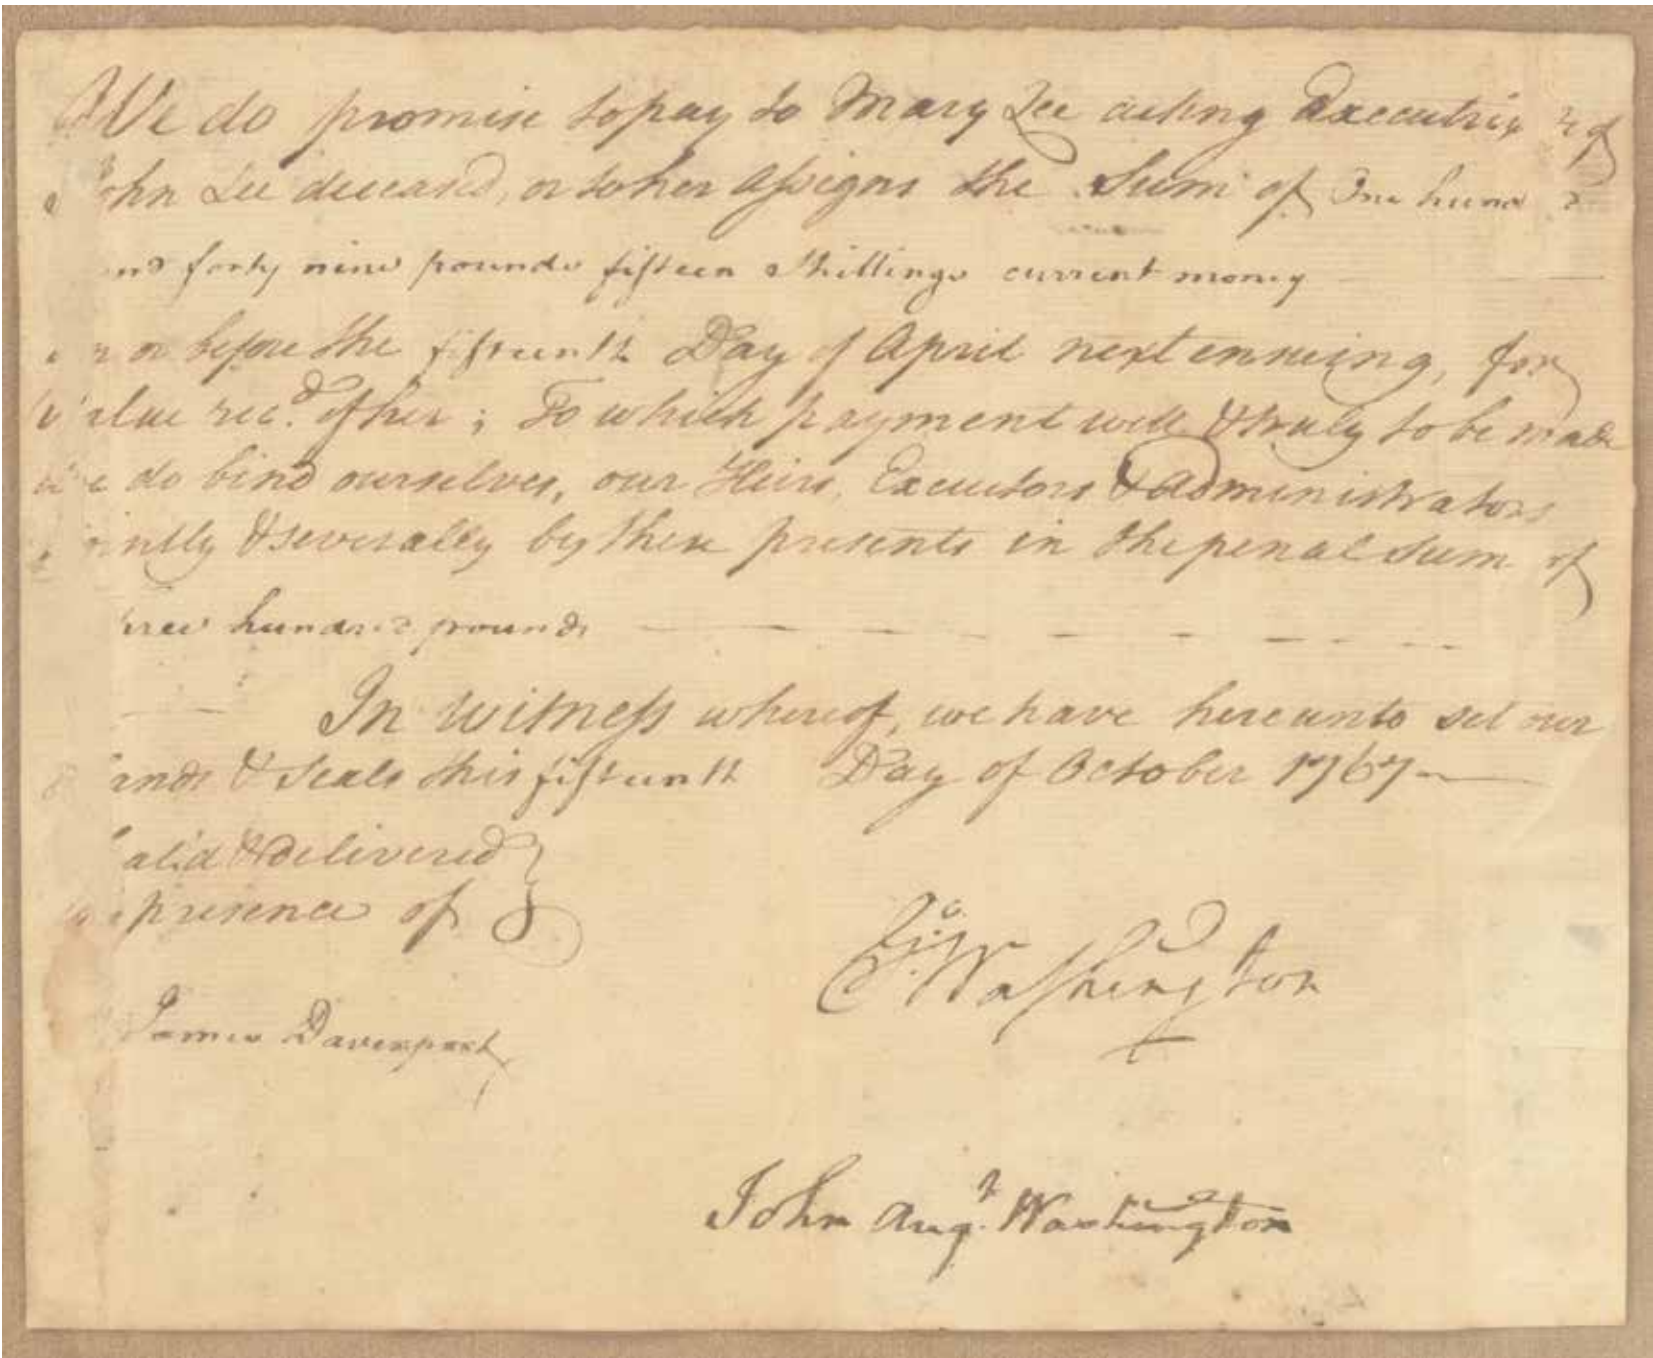 We do promise to pay to Mary Lee acting Executrix of
John Lee deceased, or to her Assigns the Sum of One hund
and forty nine pounds fifteen Shillings current money
on or before the fifteenth Day of April next ensuing, for
Value rec.d of her; To which payment well & truly to be made
we do bind ourselves, our Heirs, Executors & Administrators
ntly & severally by these presents in the penal Sum of
hree hundred pounds
In Witness whereof, we have hereunto set our
ands & Seals this fifteenth Day of October 1767
eal'd & delivered
presence of
Go: Washington
James Davenport
John Aug.t Washington